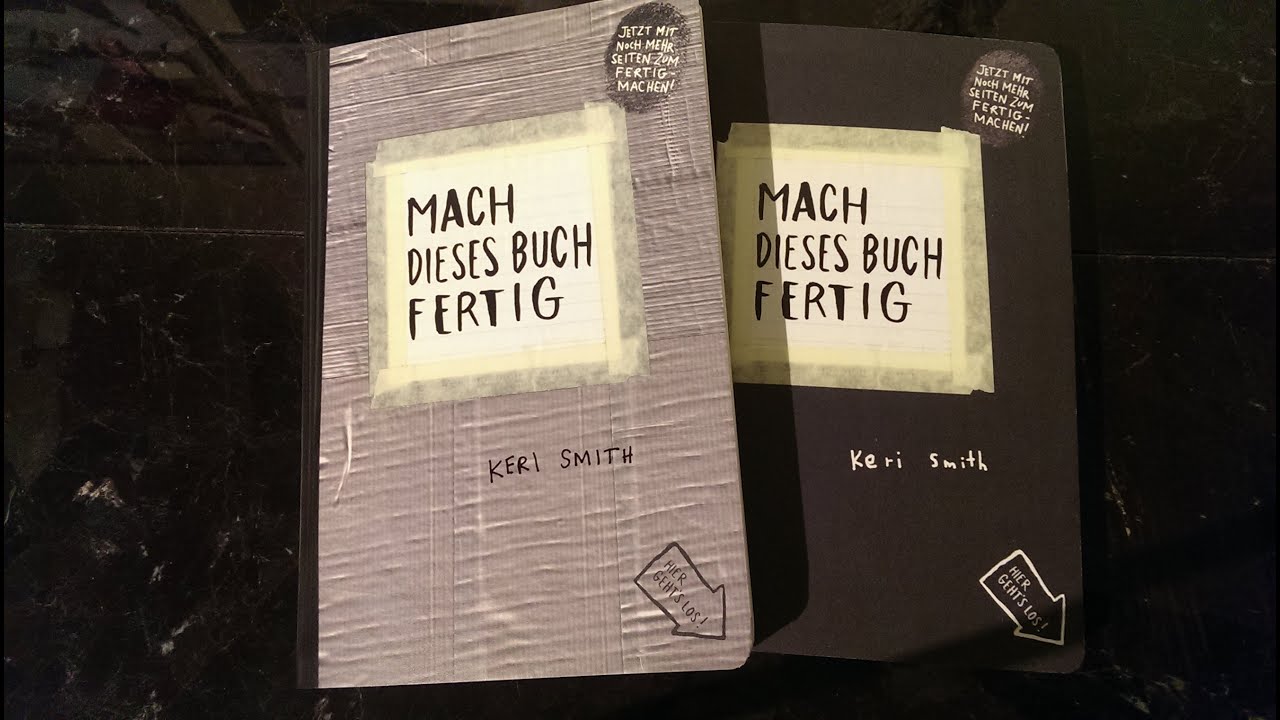 JETZT MIT
NOCH MEHR
SEITEN ZUM
FERTIG-
MACHEN!
MACH
DIESES BUCH
FERTIG
KERI SMITH
HIER
GEHT'S LOS!
JETZT MIT
NOCH MEHR
SEITEN ZUM
FERTIG-
MACHEN!
MACH
DIESES BUCH
FERTIG
Keri Smith
HIER
GEHT'S LOS!